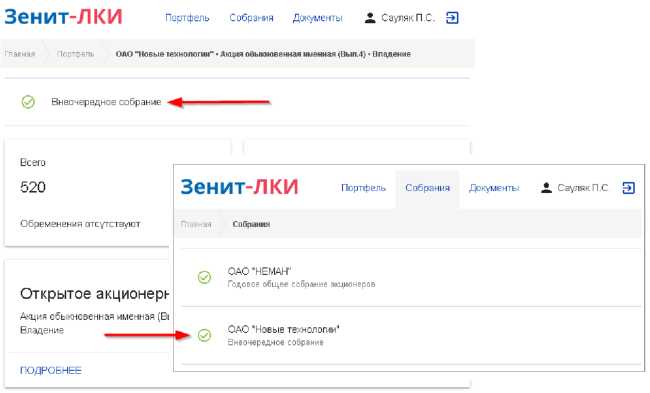 Зенит-ЛКИ
Портфель Собрания Документы Сауляк П.С.
Главная Портфель ОАО "Новые технологии" • Акция обыкновенная именная (Вып.4) • Владение
Внеочередное собрание
Всего
520
Обременения отсутствуют
Открытое акционерн
Акция обыкновенная именная (Вы
Владение
ПОДРОБНЕЕ
Зенит-ЛКИ
Портфель Собрания Документы Сауляк П.С
Главная Собрания
ОАО "НЕМАН"
Годовое общее собрание акционеров
ОАО "Новые технологии"
Внеочередное собрание